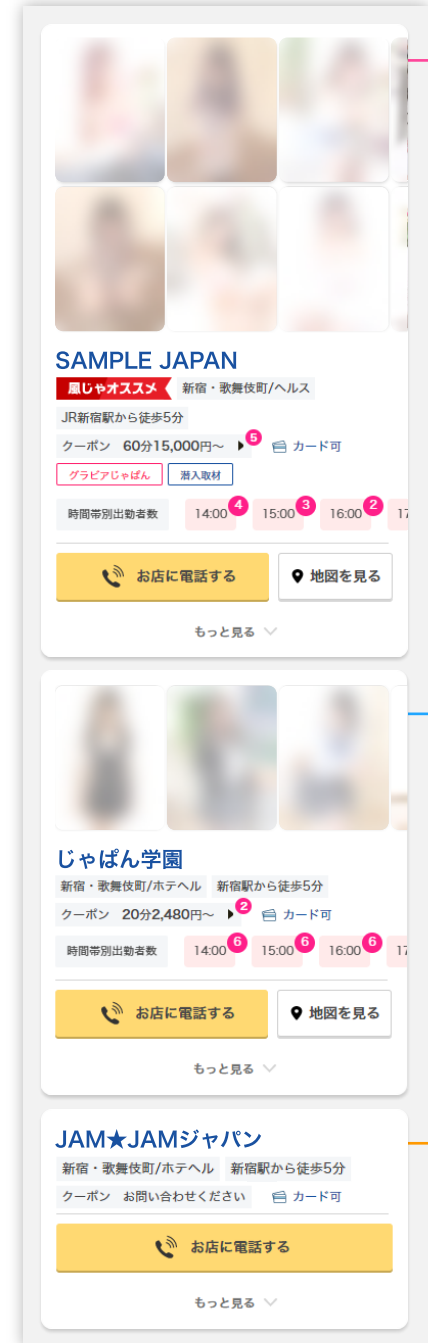 SAMPLE JAPAN
風じゃオススメ 新宿・歌舞伎町/ヘルス
JR新宿駅から徒歩5分
クーポン 60分15,000円〜 5 カード可
グラビアじゃぱん 潜入取材
時間帯別出勤者数 14:00 4 15:00 3 16:00 2 17
お店に電話する 地図を見る
もっと見る
じゃぱん学園
新宿・歌舞伎町/ホテヘル 新宿駅から徒歩5分
クーポン 20分2,480円〜 2 カード可
時間帯別出勤者数 14:00 6 15:00 6 16:00 6 17
お店に電話する 地図を見る
もっと見る
JAM★JAMジャパン
新宿・歌舞伎町/ホテヘル 新宿駅から徒歩5分
クーポン お問い合わせください カード可
お店に電話する
もっと見る